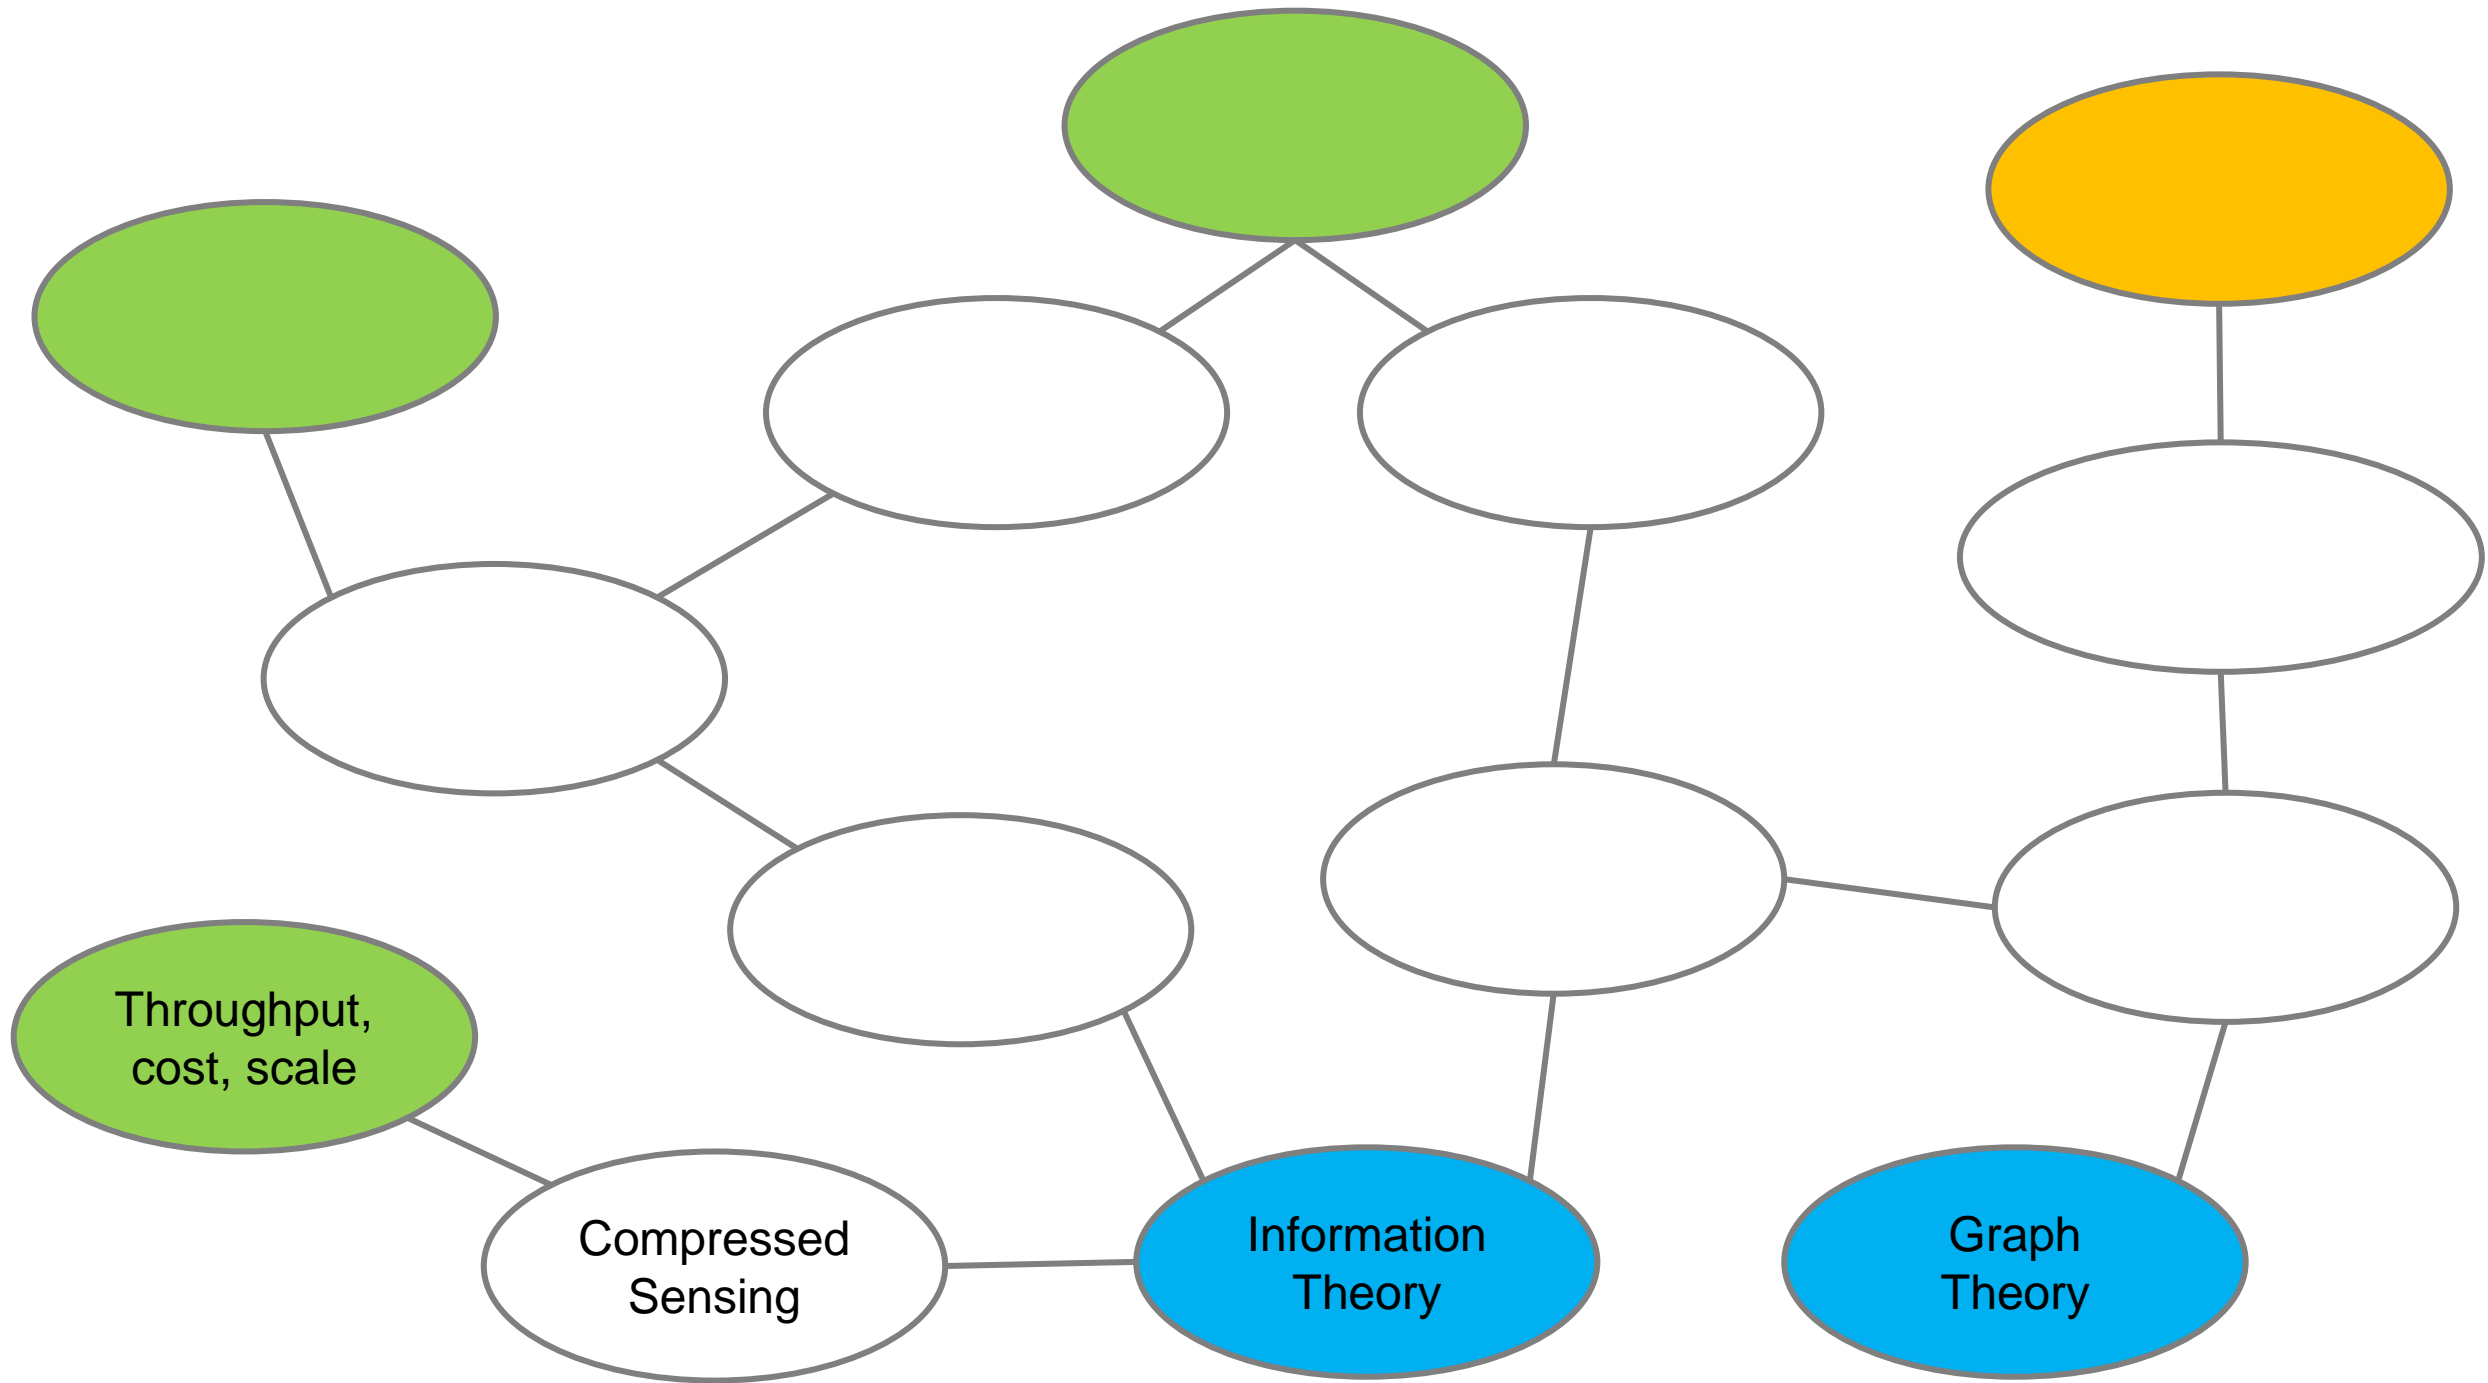 Throughput,
cost, scale
Compressed
Sensing
Information
Theory
Graph
Theory